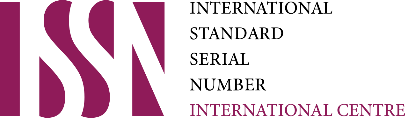 ISSN
INTERNATIONAL
STANDARD
SERIAL
NUMBER
INTERNATIONAL CENTRE